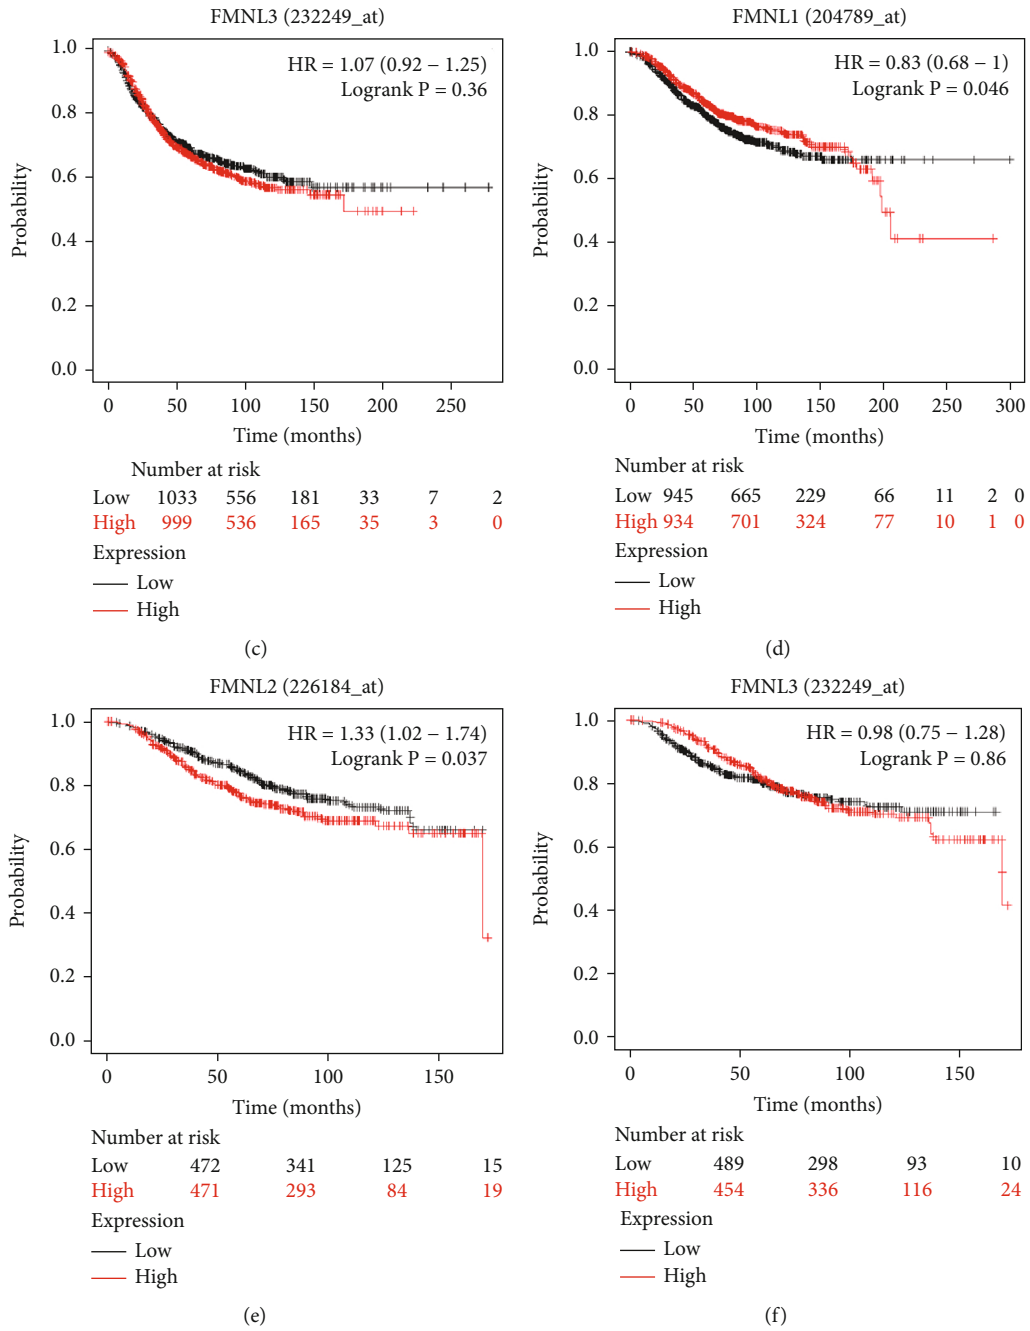 FMNL3 (232249_at)
HR = 1.07 (0.92 − 1.25)
Logrank P = 0.36
1.0
0.8
0.6
0.4
0.2
0.0
Probability
0 50 100 150 200 250
Time (months)
Number at risk
Low 1033 556 181 33 7 2
High 999 536 165 35 3 0
Expression
Low
High
(c)
FMNL1 (204789_at)
HR = 0.83 (0.68 − 1)
Logrank P = 0.046
1.0
0.8
0.6
0.4
0.2
0.0
Probability
0 50 100 150 200 250 300
Time (months)
Number at risk
Low 945 665 229 66 11 2 0
High 934 701 324 77 10 1 0
Expression
Low
High
(d)
FMNL2 (226184_at)
HR = 1.33 (1.02 − 1.74)
Logrank P = 0.037
1.0
0.8
0.6
0.4
0.2
0.0
Probability
0 50 100 150
Time (months)
Number at risk
Low 472 341 125 15
High 471 293 84 19
Expression
Low
High
(e)
FMNL3 (232249_at)
HR = 0.98 (0.75 − 1.28)
Logrank P = 0.86
1.0
0.8
0.6
0.4
0.2
0.0
Probability
0 50 100 150
Time (months)
Number at risk
Low 489 298 93 10
High 454 336 116 24
Expression
Low
High
(f)